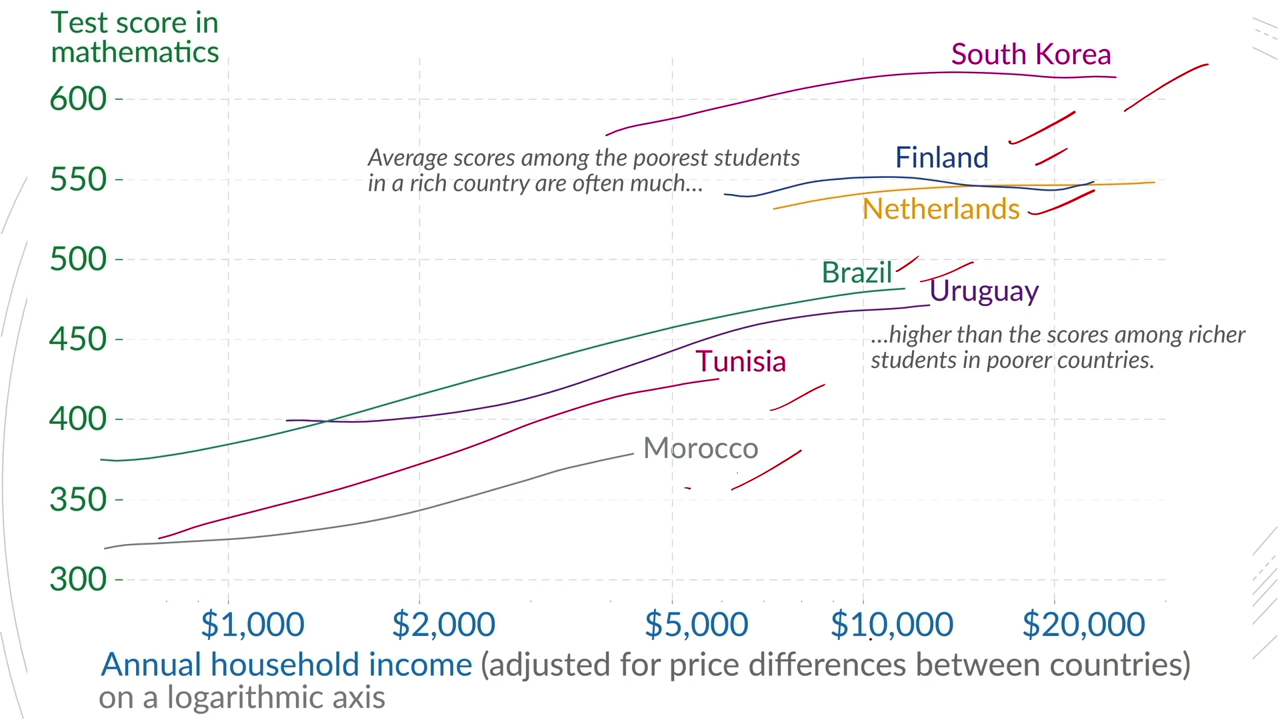 Test score in
mathematics
South Korea
600
Average scores among the poorest students
in a rich country are often much...
Finland
550
Netherlands
500
Brazil
Uruguay
...higher than the scores among richer
students in poorer countries.
450
Tunisia
400
Morocco
350
300
$1,000 $2,000 $5,000 $10,000 $20,000
Annual household income (adjusted for price differences between countries)
on a logarithmic axis